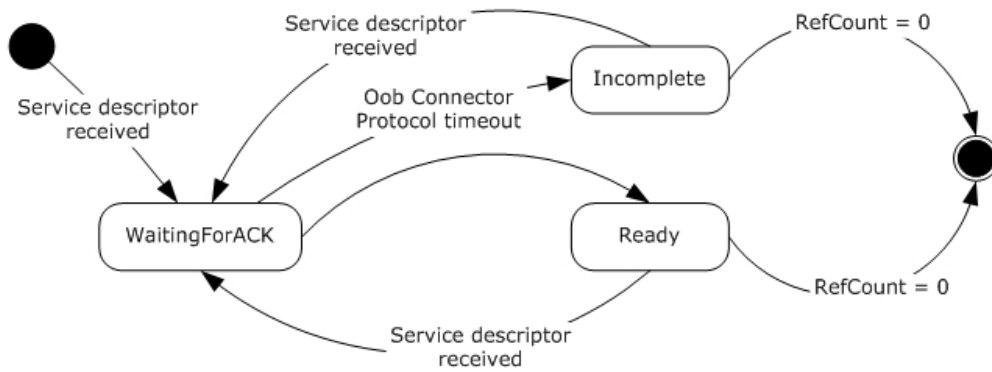 Service descriptor
received
RefCount = 0
Incomplete
Oob Connector
Protocol timeout
Service descriptor
received
WaitingForACK
Ready
RefCount = 0
Service descriptor
received